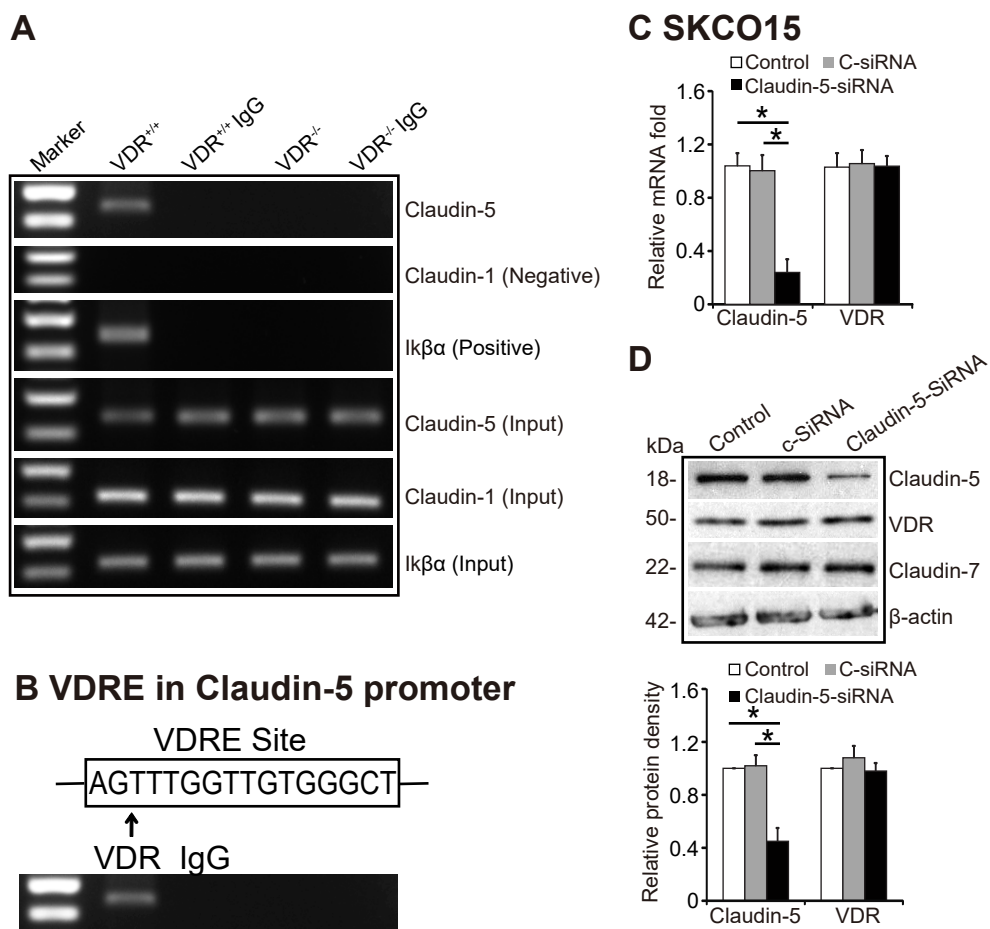 A
Marker
VDR+/+
VDR+/+ IgG
VDR-/-
VDR-/- IgG
Claudin-5
Claudin-1 (Negative)
Ikβα (Positive)
Claudin-5 (Input)
Claudin-1 (Input)
Ikβα (Input)
B VDRE in Claudin-5 promoter
VDRE Site
AGTTTGGTTGTGGGCT
VDR IgG
C SKCO15
Control C-siRNA
Claudin-5-siRNA
Relative mRNA fold
1.6
1.2
0.8
0.4
0
* 
*
Claudin-5 VDR
D
kDa
Control
c-SiRNA
Claudin-5-SiRNA
18- Claudin-5
50- VDR
22- Claudin-7
42- β-actin
Control C-siRNA
Claudin-5-siRNA
Relative protein density
1.6
1.2
0.8
0.4
0
*
*
Claudin-5 VDR